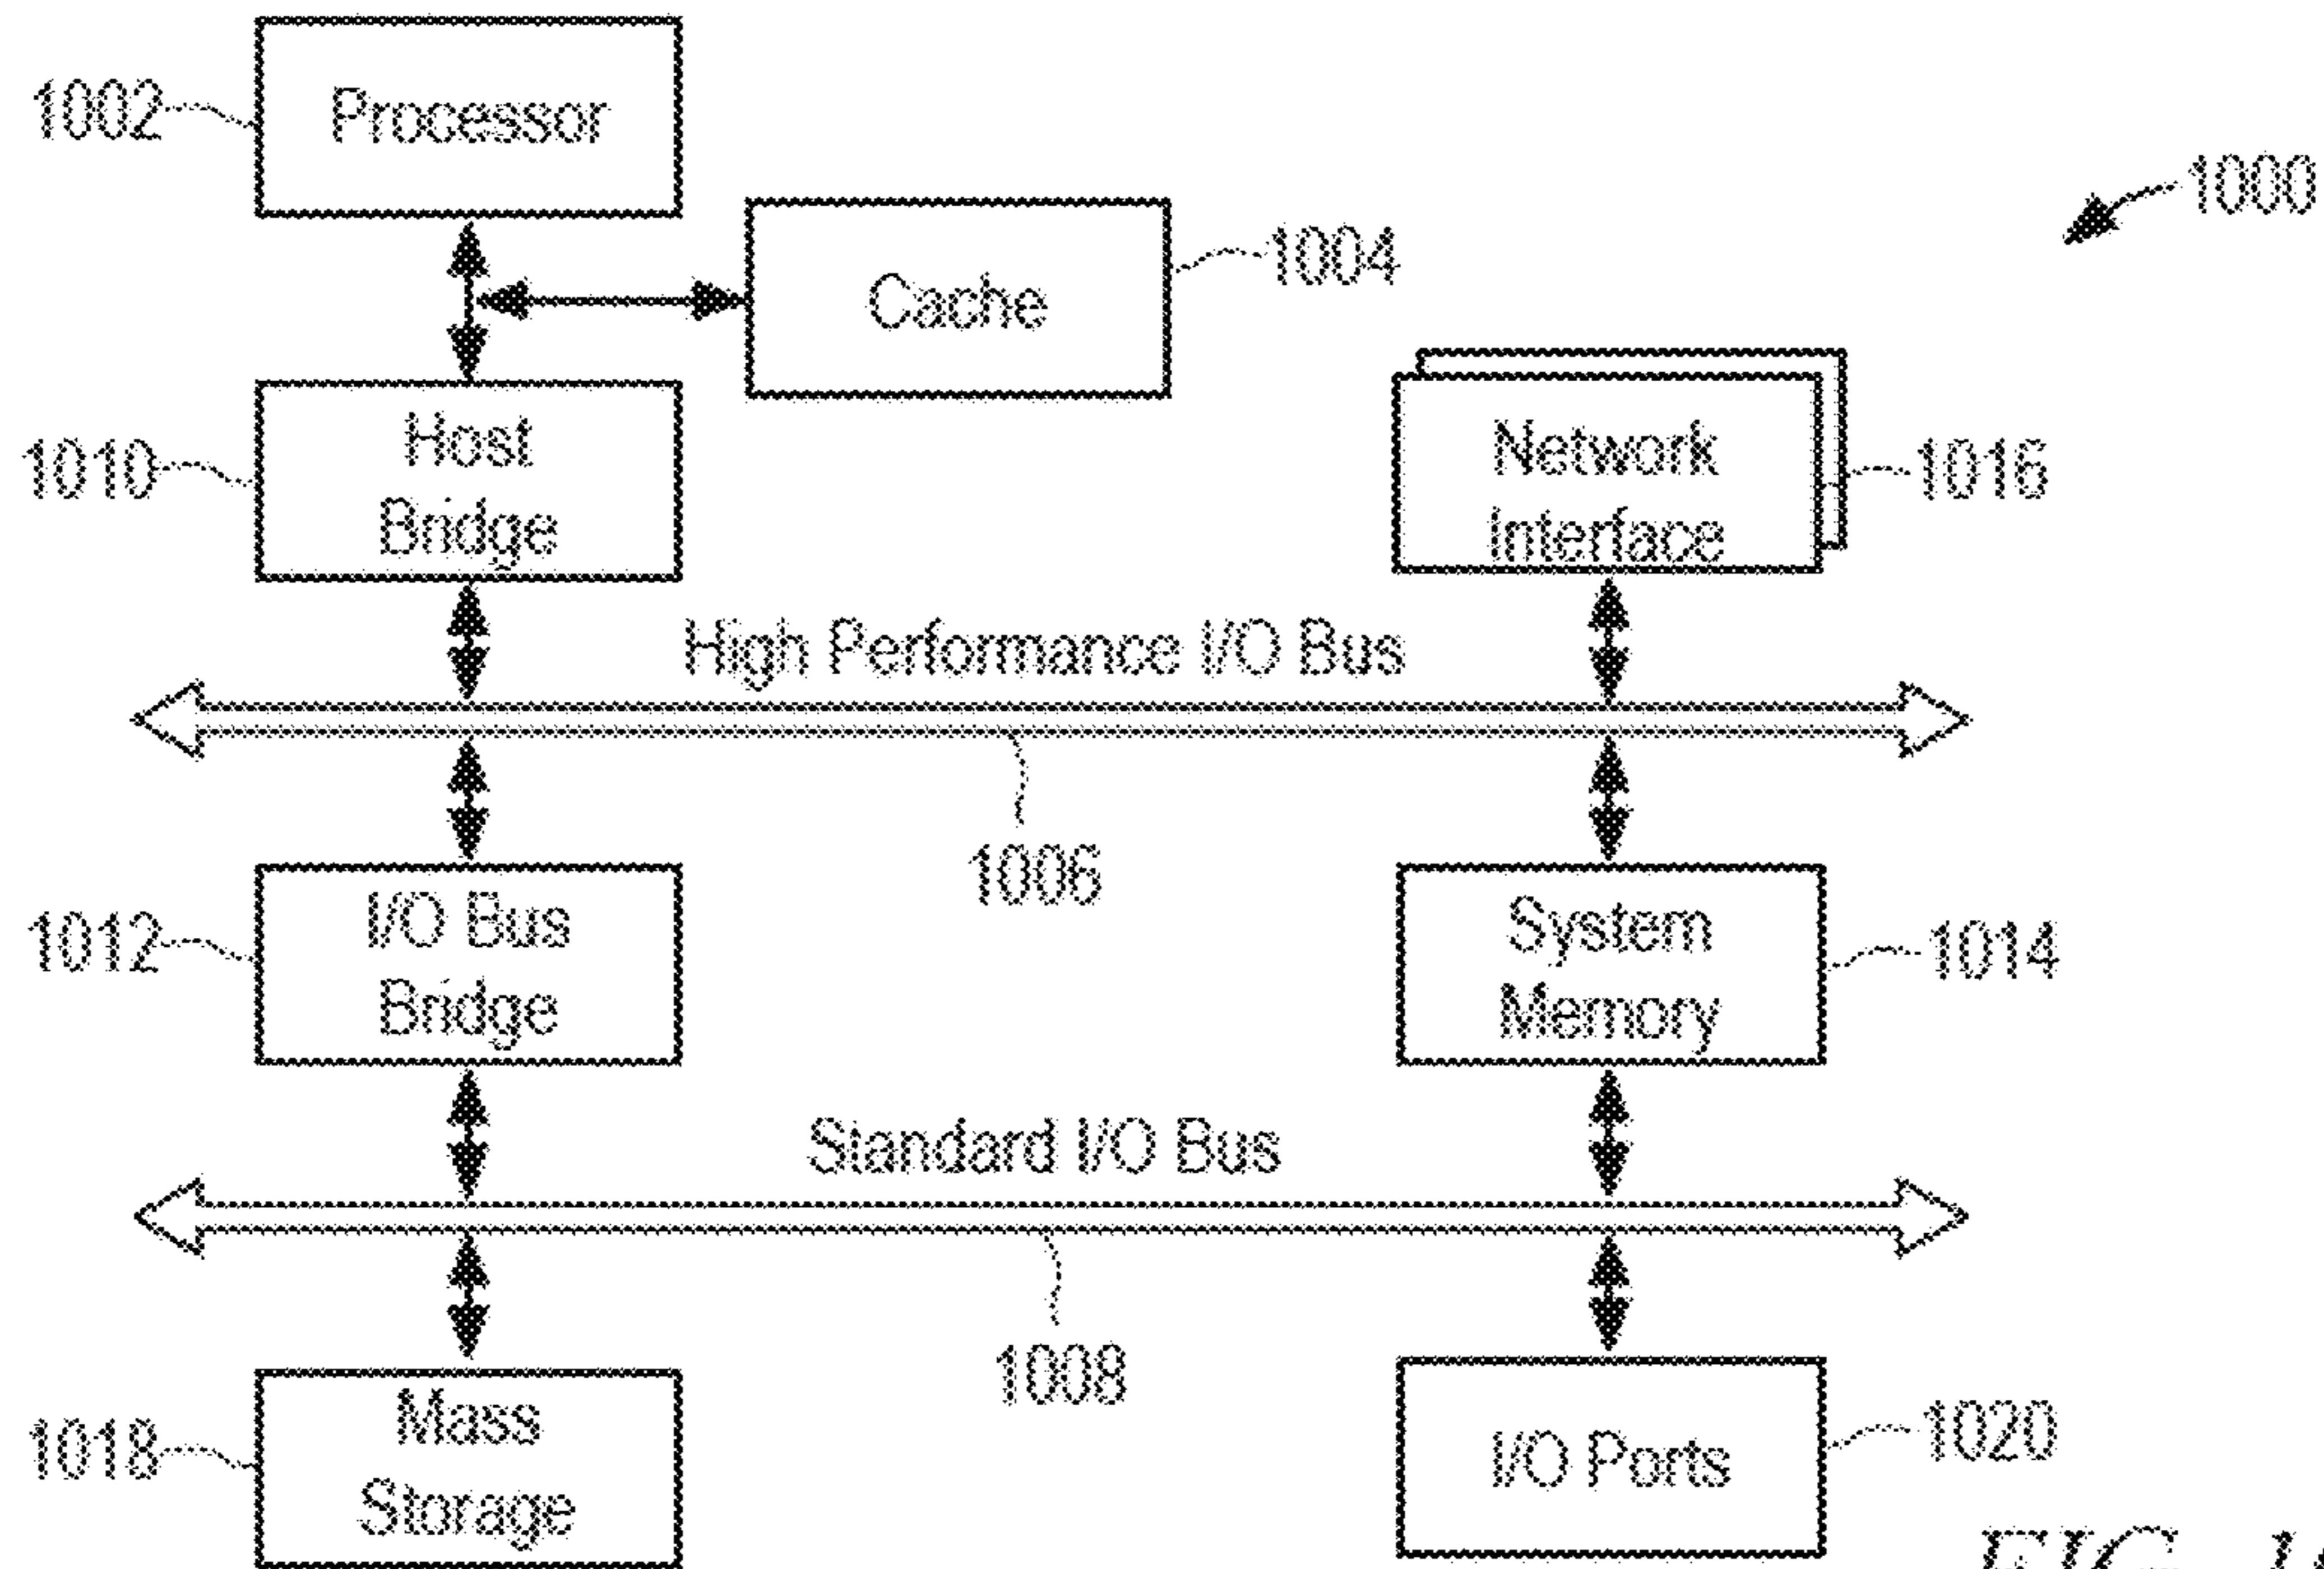 1002
Processor
1000
1004
Cache
1010
Host
Bridge
Network
Interface
1016
High Performance I/O Bus
1006
1012
I/O Bus
Bridge
System
Memory
1014
Standard I/O Bus
1008
1018
Mass
Storage
I/O Ports
1020
FIG.